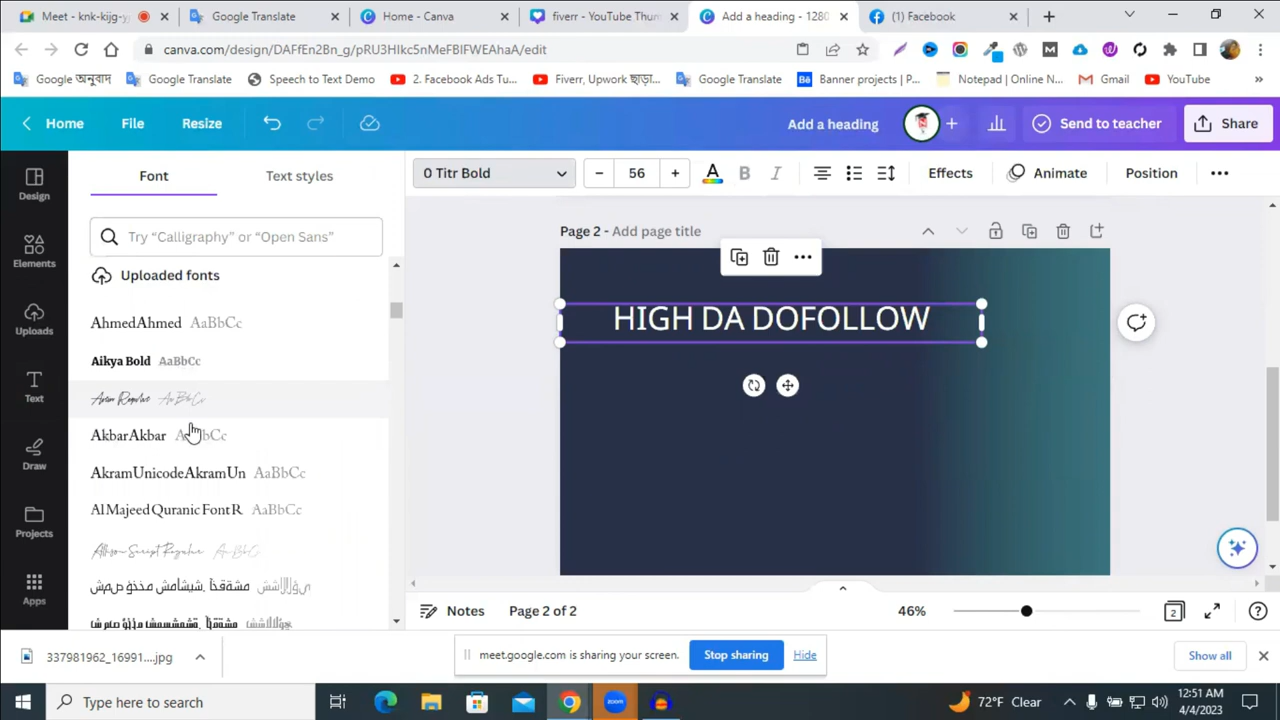 Meet - knk-kijg-y
Google Translate
Home - Canva
fiverr - YouTube Thum
Add a heading - 1280
(1) Facebook
canva.com/design/DAFfEn2Bn_g/pRU3HIkc5nMeFBIFWEAhaA/edit
Google অনুবাদ
Google Translate
Speech to Text Demo
2. Facebook Ads Tu...
Fiverr, Upwork ছাড়া...
Google Translate
Banner projects | P...
Notepad | Online N...
Gmail
YouTube
Home
File
Resize
Add a heading
Send to teacher
Share
Design
Elements
Uploads
Text
Draw
Projects
Apps
Font
Text styles
Try “Calligraphy” or “Open Sans”
Uploaded fonts
AhmedAhmed AaBbCc
Aikya Bold AaBbCc
AaBbCc
AkbarAkbar
AkramUnicodeAkramUn AaBbCc
Al Majeed Quranic Font R AaBbCc
0 Titr Bold
56
Effects
Animate
Position
Page 2 - Add page title
HIGH DA DOFOLLOW
Notes
Page 2 of 2
46%
2
337981962_16991....jpg
meet.google.com is sharing your screen.
Stop sharing
Hide
Show all
Type here to search
72°F Clear
12:51 AM
4/4/2023